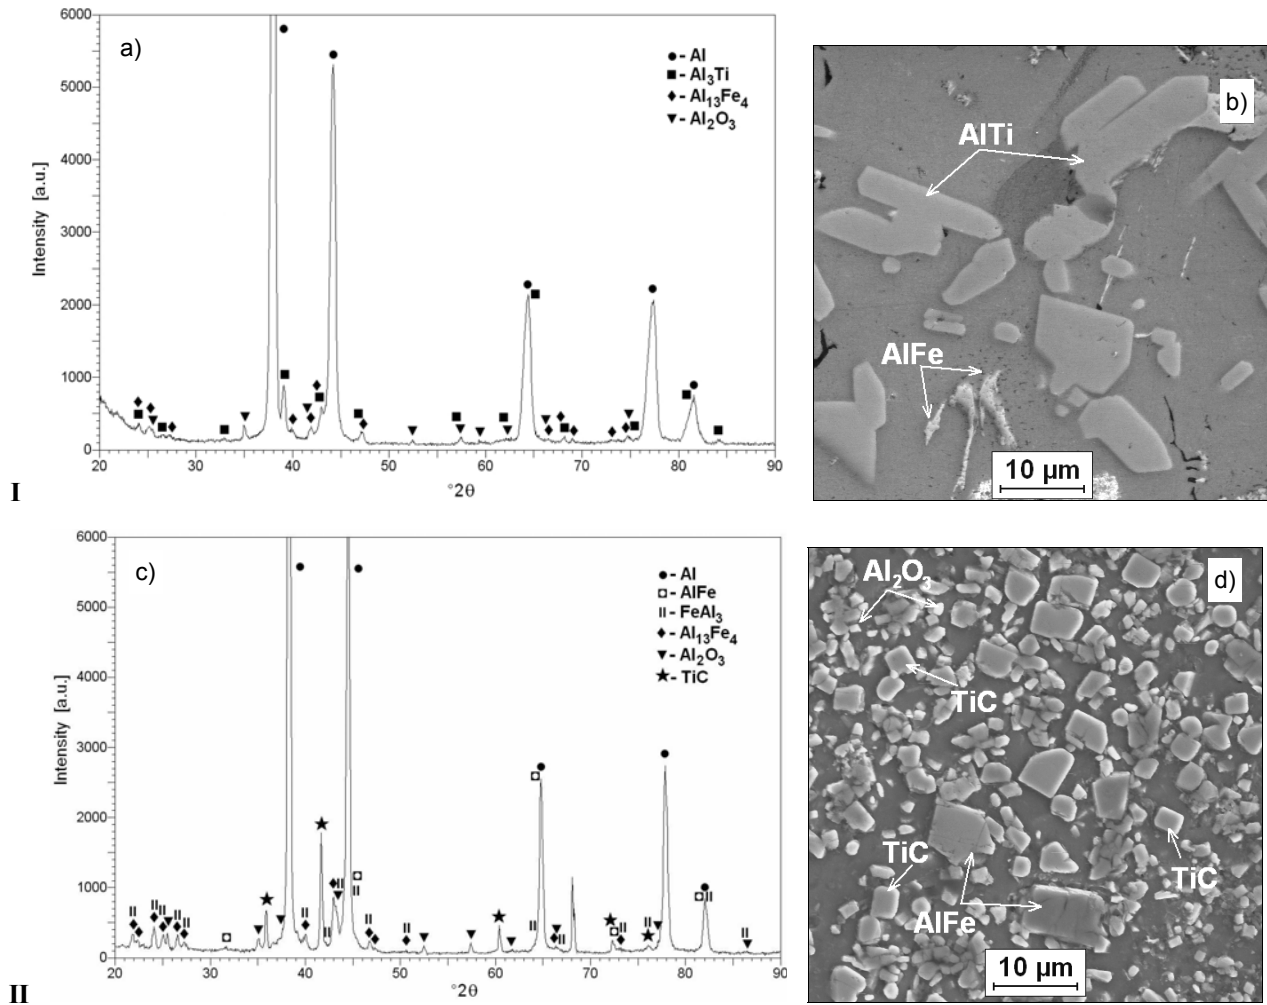 a)
6000
5000
4000
3000
2000
1000
0
Intensity [a.u.]
● - Al
■ - Al₃Ti
♦ - Al₁₃Fe₄
▼ - Al₂O₃
20 30 40 50 60 70 80 90
°2θ
I
b)
AlTi
AlFe
10 µm
c)
6000
5000
4000
3000
2000
1000
0
Intensity [a.u.]
● - Al
◘ - AlFe
|| - FeAl₃
♦ - Al₁₃Fe₄
▼ - Al₂O₃
★ - TiC
20 30 40 50 60 70 80 90
°2θ
II
d)
Al₂O₃
TiC
TiC
TiC
AlFe
10 µm